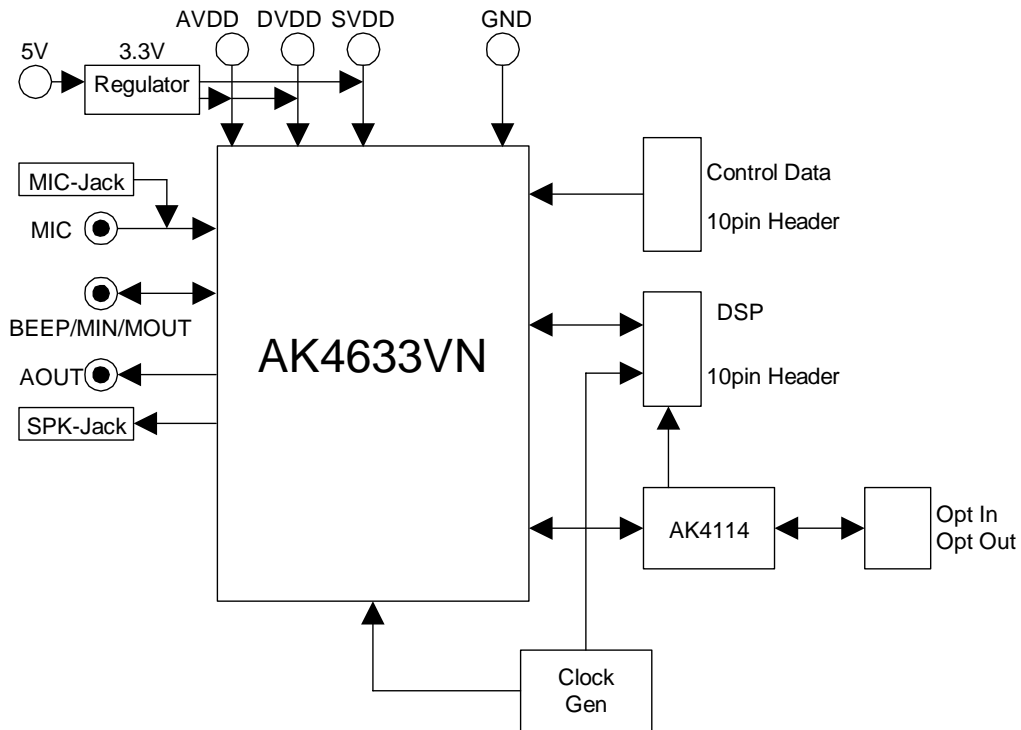 AVDD DVDD SVDD GND
5V 3.3V
Regulator
MIC-Jack
MIC
BEEP/MIN/MOUT
AOUT
SPK-Jack
AK4633VN
Control Data
10pin Header
DSP
10pin Header
AK4114
Opt In
Opt Out
Clock
Gen